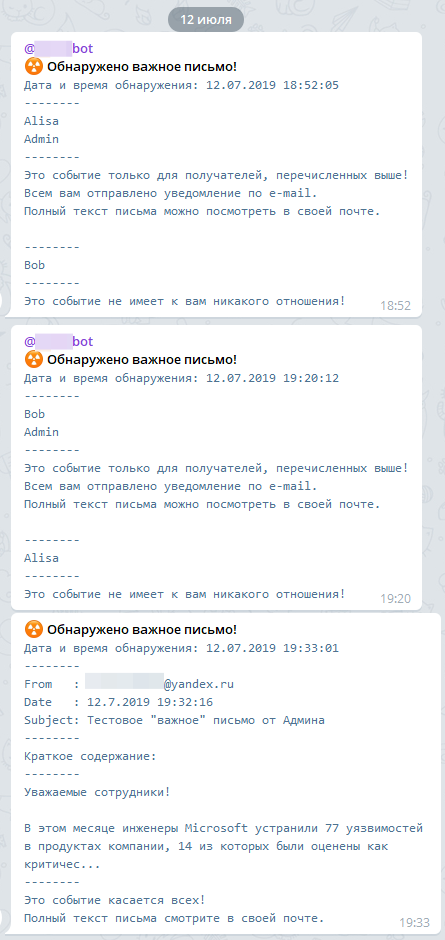 12 июля
@ bot
Обнаружено важное письмо!
Дата и время обнаружения: 12.07.2019 18:52:05
--------
Alisa
Admin
--------
Это событие только для получателей, перечисленных выше!
Всем вам отправлено уведомление по e-mail.
Полный текст письма можно посмотреть в своей почте.
--------
Bob
--------
Это событие не имеет к вам никакого отношения!
18:52
@ bot
Обнаружено важное письмо!
Дата и время обнаружения: 12.07.2019 19:20:12
--------
Bob
Admin
--------
Это событие только для получателей, перечисленных выше!
Всем вам отправлено уведомление по e-mail.
Полный текст письма можно посмотреть в своей почте.
--------
Alisa
--------
Это событие не имеет к вам никакого отношения!
19:20
Обнаружено важное письмо!
Дата и время обнаружения: 12.07.2019 19:33:01
--------
From   : @yandex.ru
Date   : 12.7.2019 19:32:16
Subject: Тестовое "важное" письмо от Админа
--------
Краткое содержание:
--------
Уважаемые сотрудники!
В этом месяце инженеры Microsoft устранили 77 уязвимостей
в продуктах компании, 14 из которых были оценены как
критичес...
--------
Это событие касается всех!
Полный текст письма смотрите в своей почте.
19:33